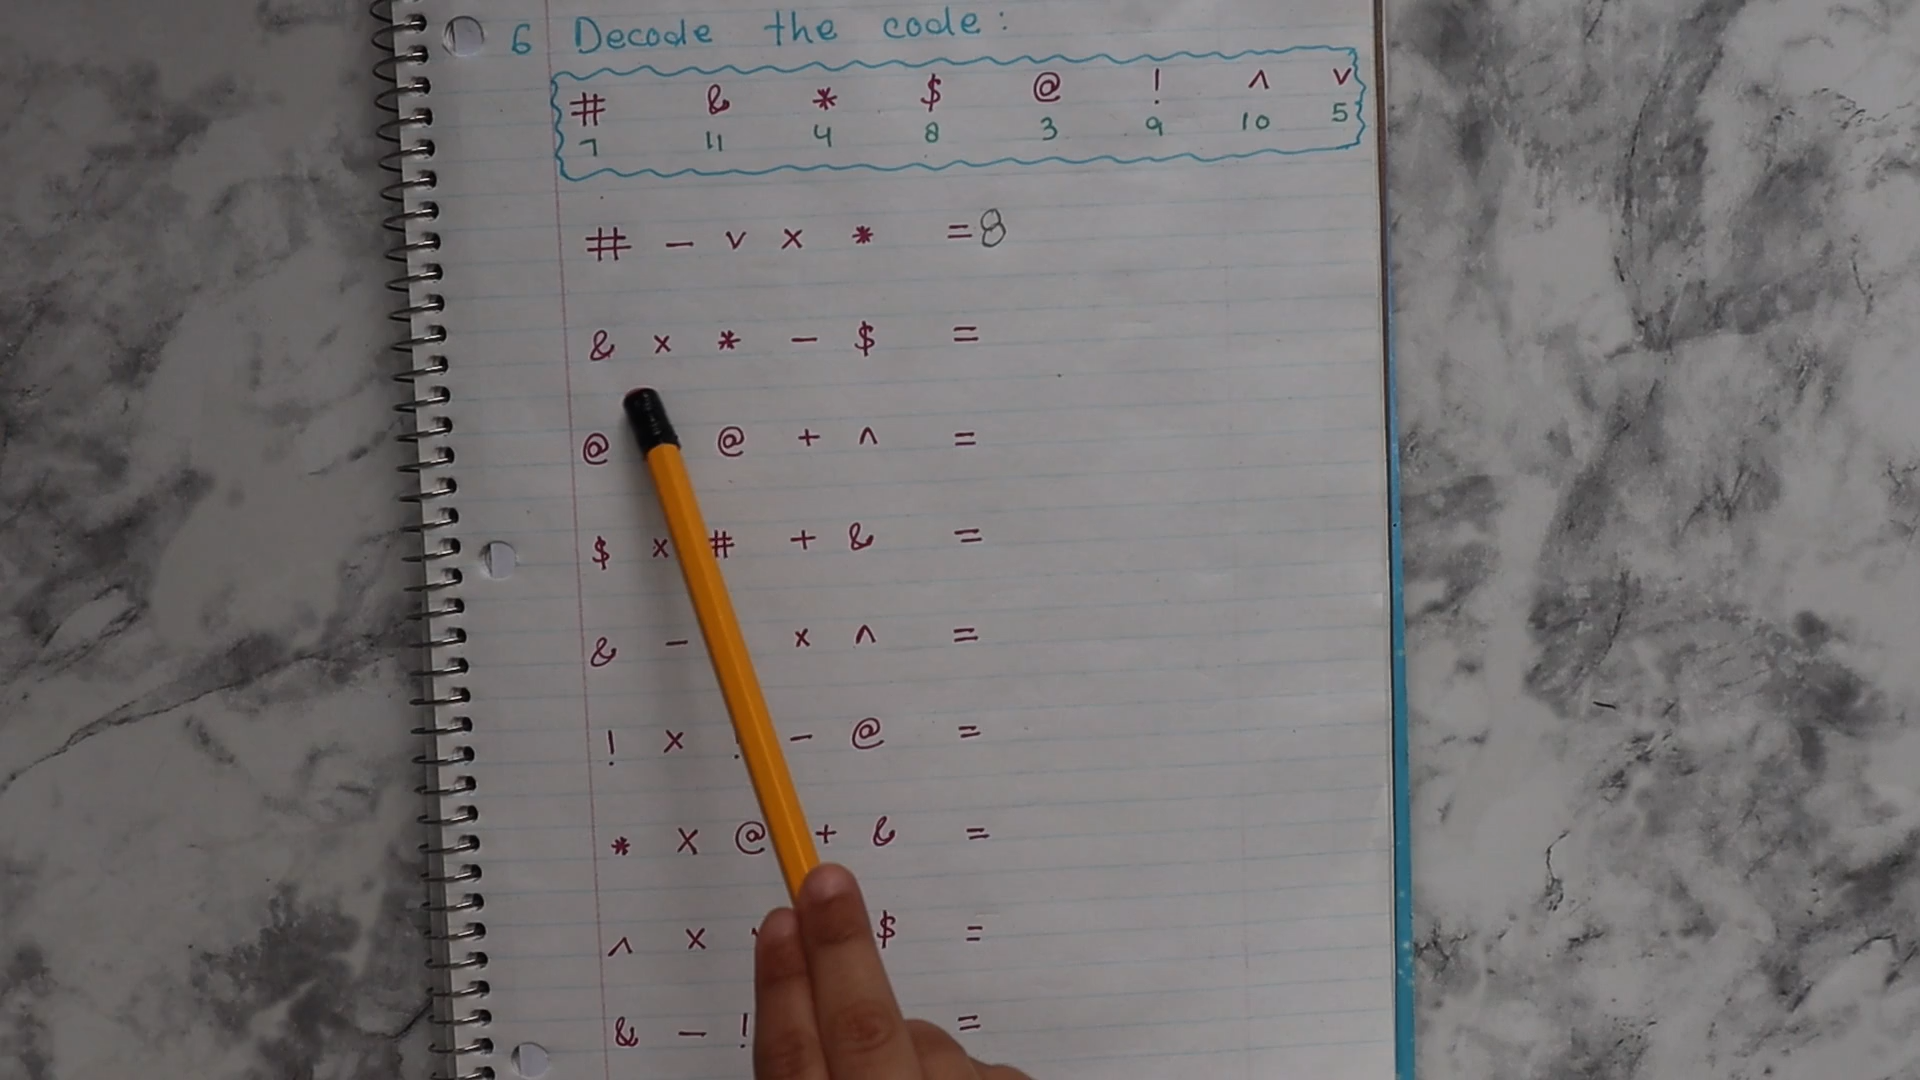 6 Decode the code:
# & * $ @ ! ^ v
7 11 4 8 3 9 10 5
# - v x * = 8
& x * - $ =
@ @ + ^ =
$ x # + & =
& - x ^ =
! x - @ =
* x @ + & =
^ x $ =
& - ! =